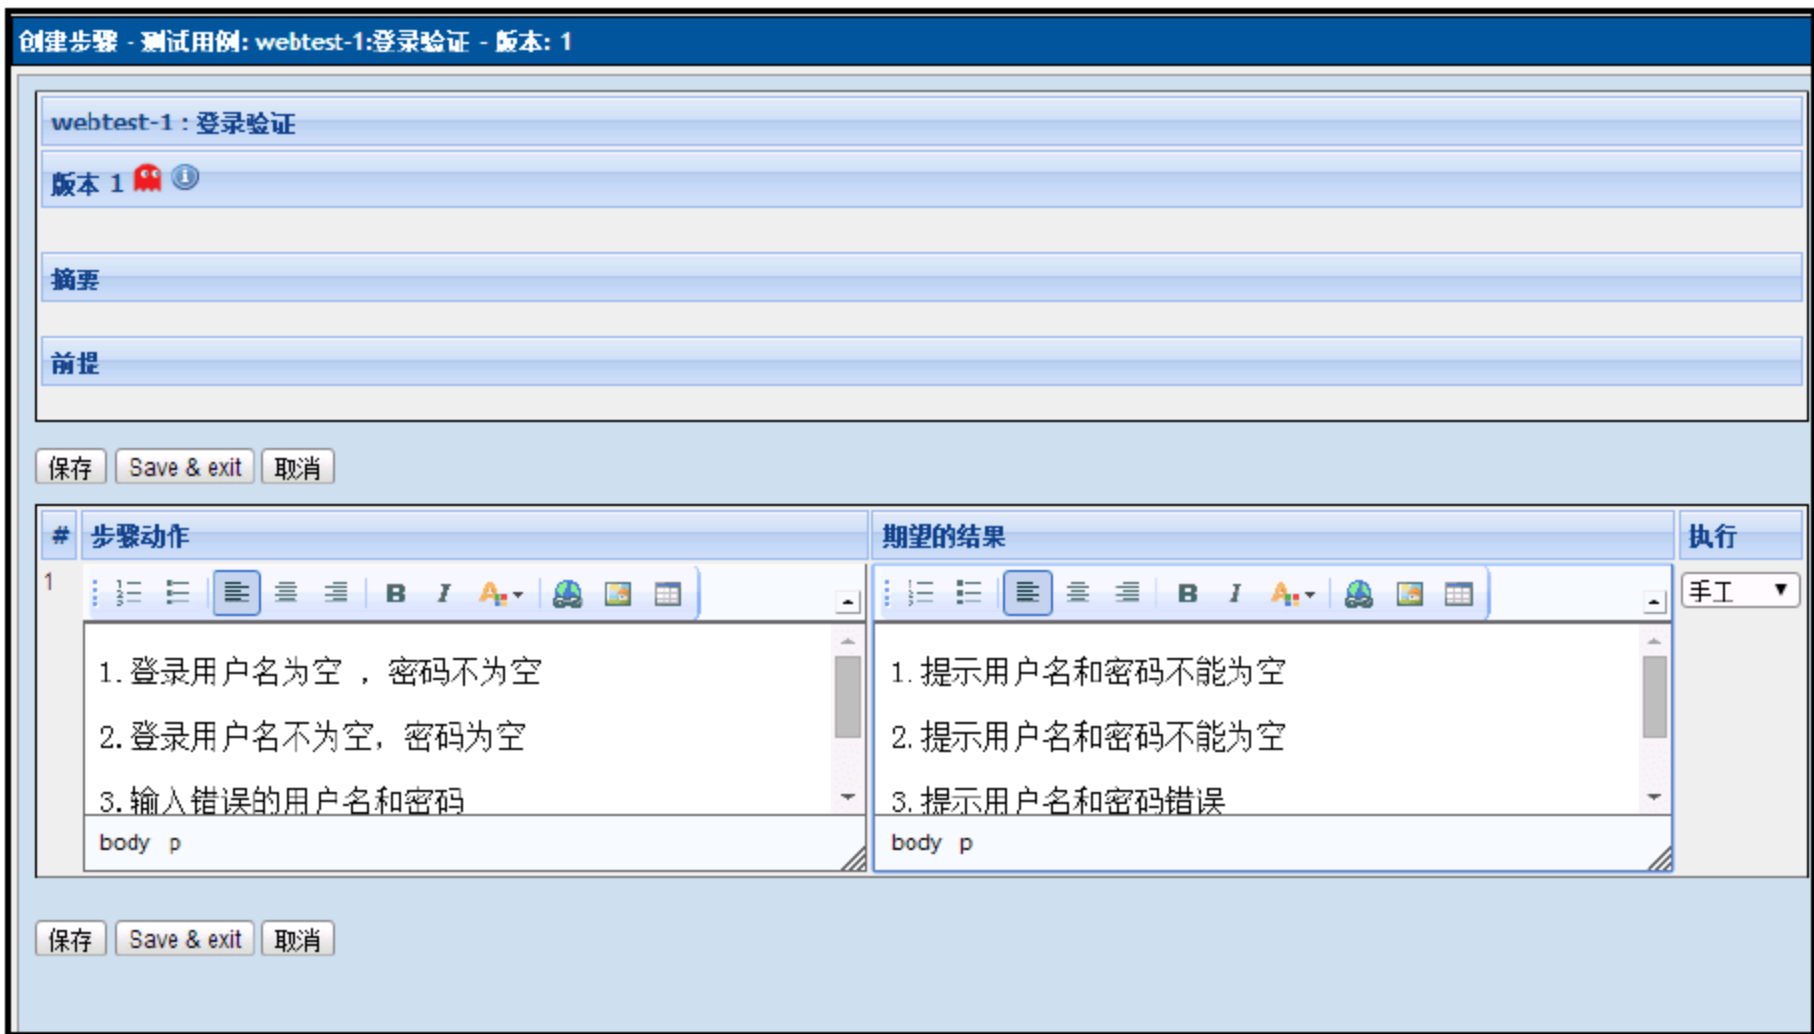 创建步骤 - 测试用例: webtest-1:登录验证 - 版本: 1
webtest-1 : 登录验证
版本 1
摘要
前提
保存 Save & exit 取消
# 步骤动作 期望的结果 执行
1 手工
1.登录用户名为空 ，密码不为空
2.登录用户名不为空，密码为空
3.输入错误的用户名和密码
body p
1.提示用户名和密码不能为空
2.提示用户名和密码不能为空
3.提示用户名和密码错误
body p
保存 Save & exit 取消